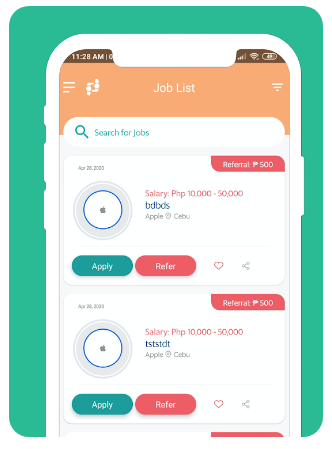 11:28 AM | 0
Job List
Search for Jobs
Referral: ₱ 500
Apr 28, 2020
Salary: Php 10,000 - 50,000
bdbds
Apple Cebu
Apply Refer
Referral: ₱ 500
Apr 28, 2020
Salary: Php 10,000 - 50,000
tststdt
Apple Cebu
Apply Refer